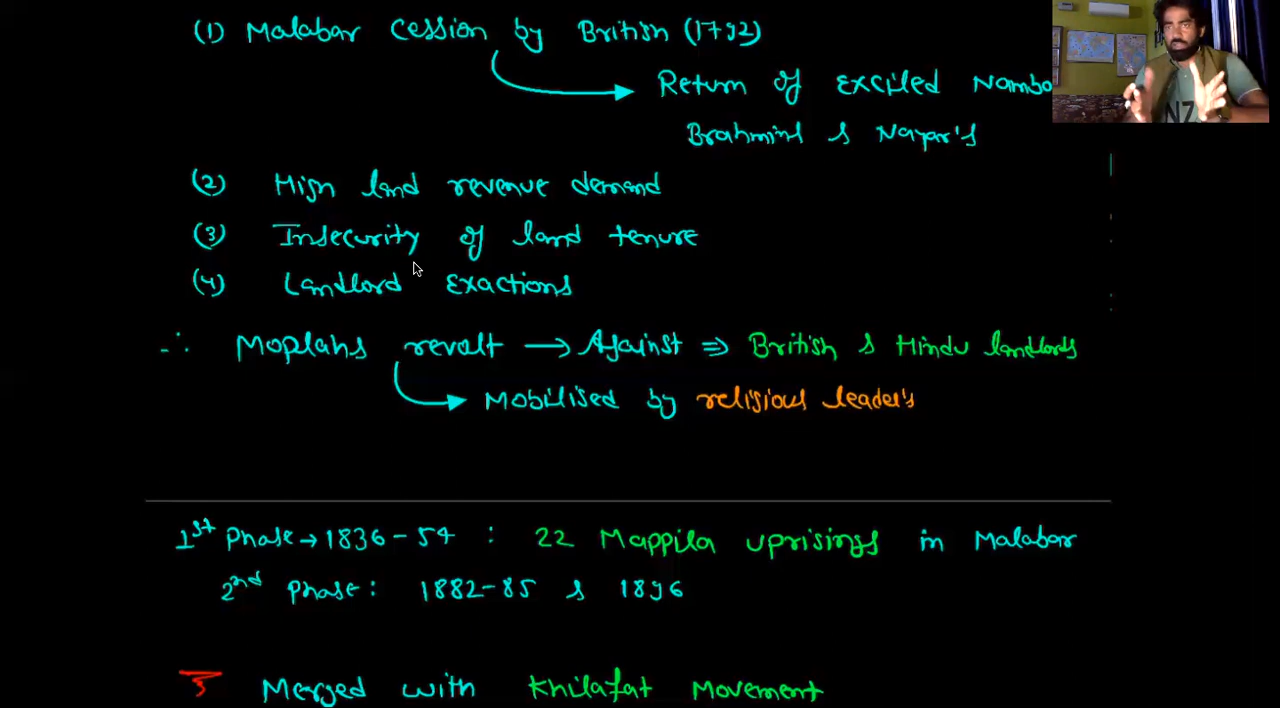 (1) Malabar cession by British (1792)
Return of Exciled Nambo
Brahmins & Nayar's
(2) High land revenue demand
(3) Insecurity of land tenure
(4) Landlord Exactions
∴ Moplahs revolt → Against ⇒ British & Hindu landlords
Mobilised by religious leader's
1st Phase → 1836-54 : 22 Mappila uprisings in Malabar
2nd Phase : 1882-85 & 1896
Merged with Khilafat Movement
NZ